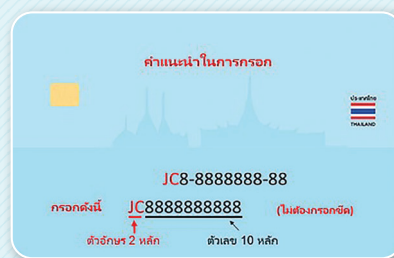 คำแนะนำในการกรอก
ประเทศไทย
THAILAND
JC8-8888888-88
กรอกดังนี้ JC8888888888 (ไม่ต้องกรอกขีด)
ตัวอักษร 2 หลัก ตัวเลข 10 หลัก